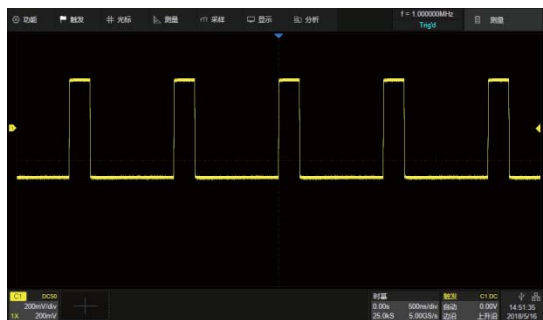 功能 触发 光标 测量 采样 显示 分析 f = 1.000000MHz 测量
Trig'd
C1 DC50 时基 触发 C1 DC
200mV/div 0.00s 500ns/div 自动 0.00V 14:51:35
1X 200mV 25.0kS 5.00GS/s 边沿 上升沿 2018/5/16